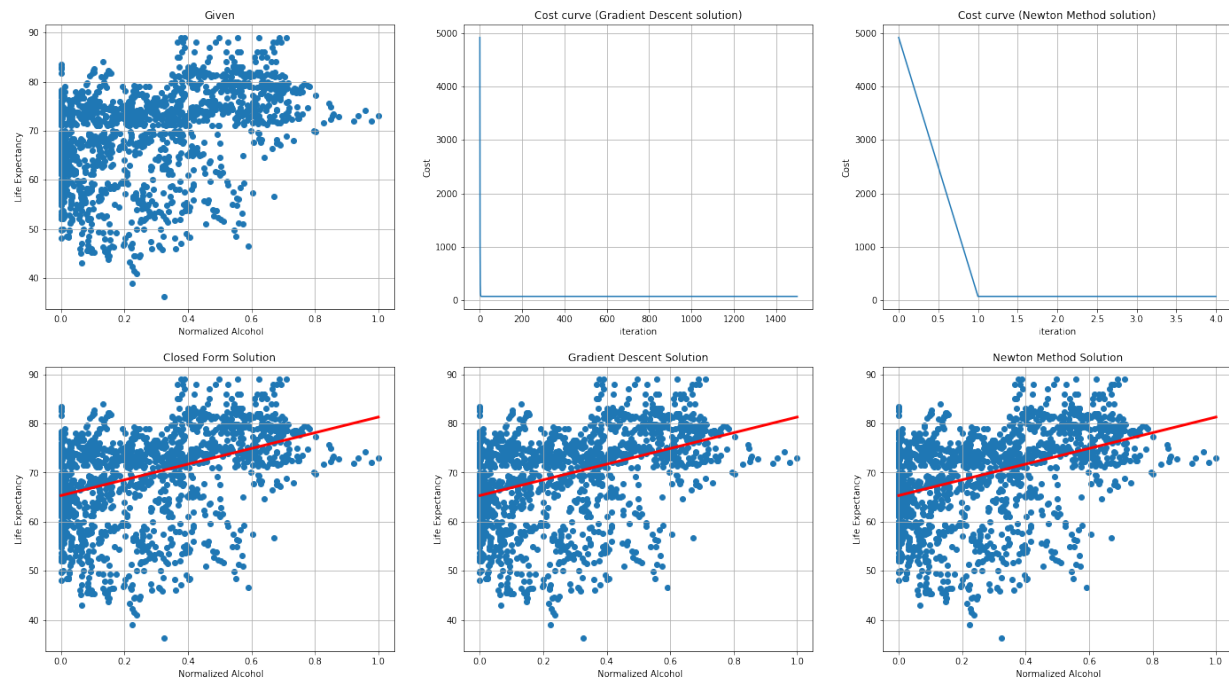 Given
Cost curve (Gradient Descent solution)
Cost curve (Newton Method solution)
90
80
70
60
50
40
Life Expectancy
0.0 0.2 0.4 0.6 0.8 1.0
Normalized Alcohol
5000
4000
3000
2000
1000
0
Cost
0 200 400 600 800 1000 1200 1400
iteration
5000
4000
3000
2000
1000
0
Cost
0.0 0.5 1.0 1.5 2.0 2.5 3.0 3.5 4.0
iteration
Closed Form Solution
Gradient Descent Solution
Newton Method Solution
90
80
70
60
50
40
Life Expectancy
0.0 0.2 0.4 0.6 0.8 1.0
Normalized Alcohol
90
80
70
60
50
40
Life Expectancy
0.0 0.2 0.4 0.6 0.8 1.0
Normalized Alcohol
90
80
70
60
50
40
Life Expectancy
0.0 0.2 0.4 0.6 0.8 1.0
Normalized Alcohol